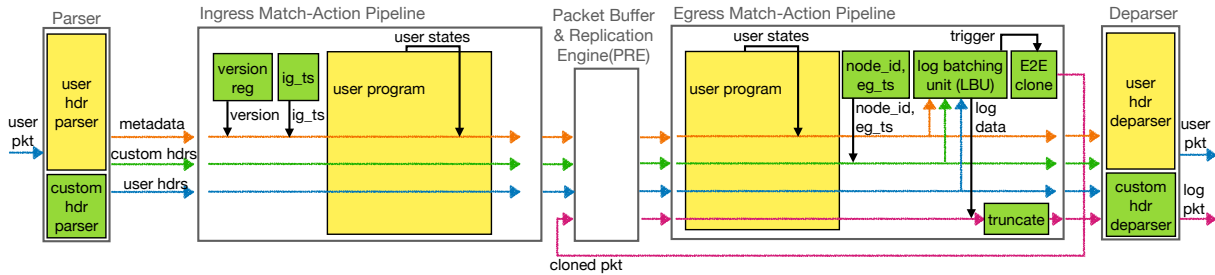 Parser
user
hdr
parser
custom
hdr
parser
user
pkt
metadata
custom hdrs
user hdrs
Ingress Match-Action Pipeline
version
reg
ig_ts
version
ig_ts
user states
user program
Packet Buffer
& Replication
Engine(PRE)
cloned pkt
Egress Match-Action Pipeline
user states
user program
node_id,
eg_ts
node_id,
eg_ts
trigger
log batching
unit (LBU)
log
data
E2E
clone
truncate
Deparser
user
hdr
deparser
custom
hdr
deparser
user
pkt
log
pkt